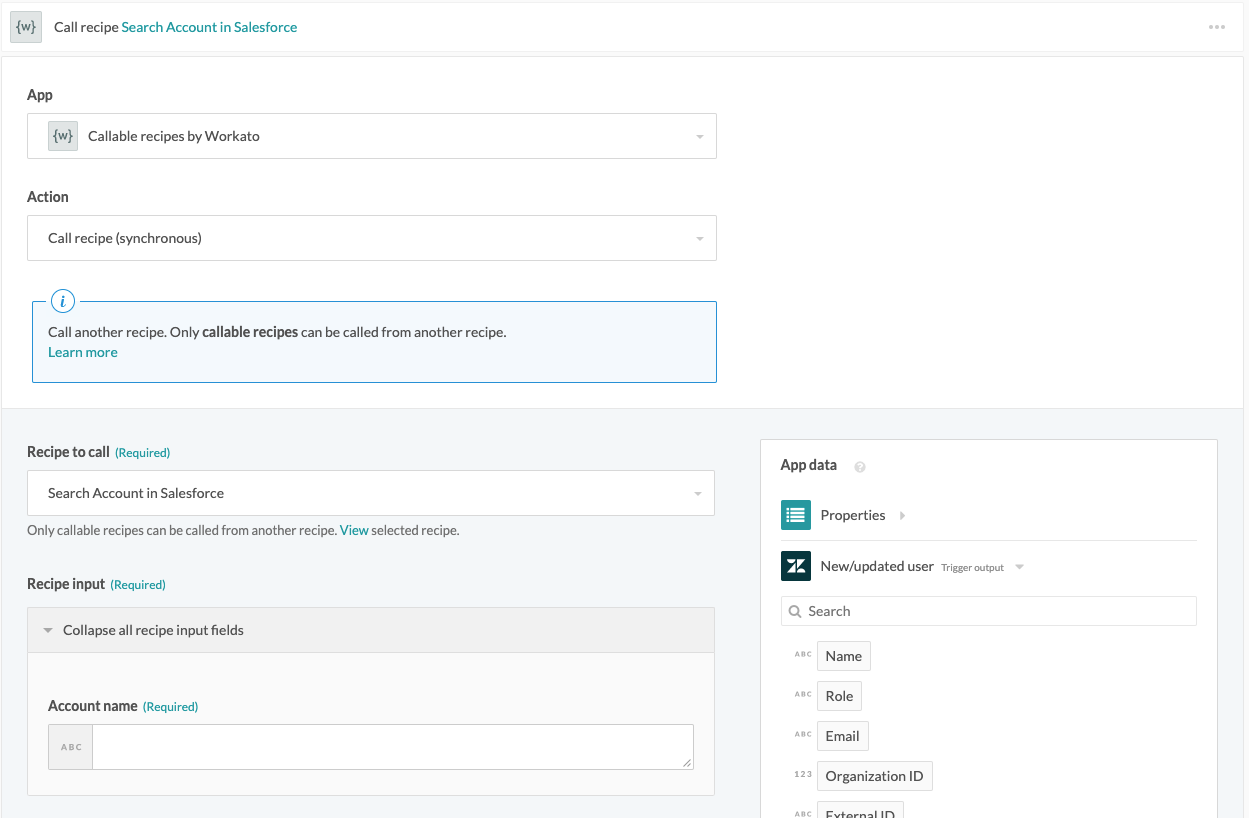 {w} Call recipe Search Account in Salesforce
App
{w} Callable recipes by Workato
Action
Call recipe (synchronous)
i
Call another recipe. Only callable recipes can be called from another recipe.
Learn more
Recipe to call (Required)
Search Account in Salesforce
Only callable recipes can be called from another recipe. View selected recipe.
Recipe input (Required)
Collapse all recipe input fields
Account name (Required)
ABC
App data ?
Properties
New/updated user Trigger output
Search
ABC Name
ABC Role
ABC Email
123 Organization ID
ABC External ID